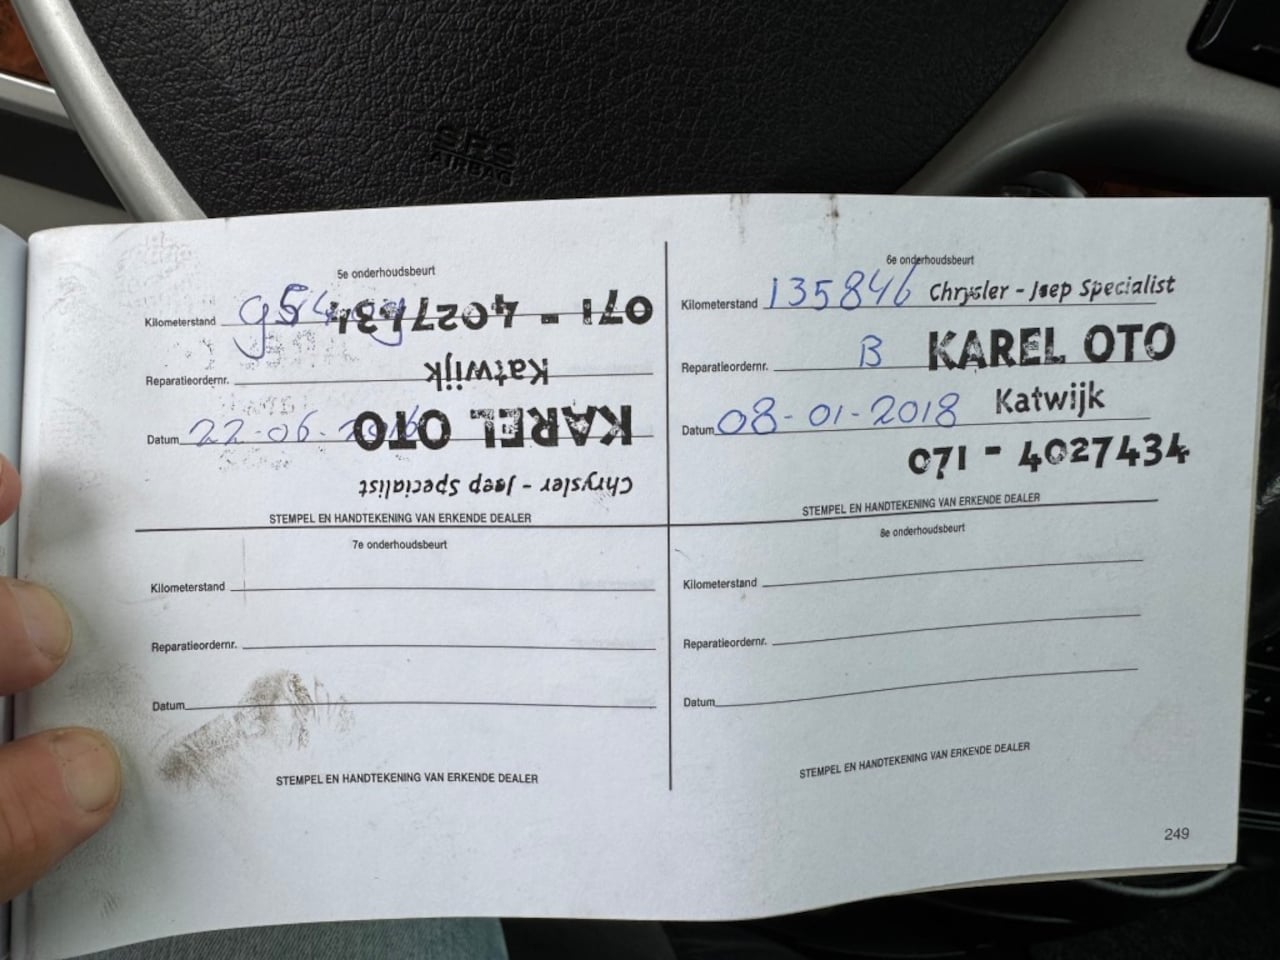 SRS
AIRBAG
5e onderhoudsbeurt
Kilometerstand
071 - 4027434
Katwijk
Reparatieordernr.
Datum 22-06-
KAREL OTO
Chrysler - Jeep Specialist
STEMPEL EN HANDTEKENING VAN ERKENDE DEALER
6e onderhoudsbeurt
Kilometerstand 135846 Chrysler - Jeep Specialist
Reparatieordernr. B KAREL OTO
Datum 08-01-2018 Katwijk
071 - 4027434
STEMPEL EN HANDTEKENING VAN ERKENDE DEALER
7e onderhoudsbeurt
Kilometerstand
Reparatieordernr.
Datum
STEMPEL EN HANDTEKENING VAN ERKENDE DEALER
8e onderhoudsbeurt
Kilometerstand
Reparatieordernr.
Datum
STEMPEL EN HANDTEKENING VAN ERKENDE DEALER
249